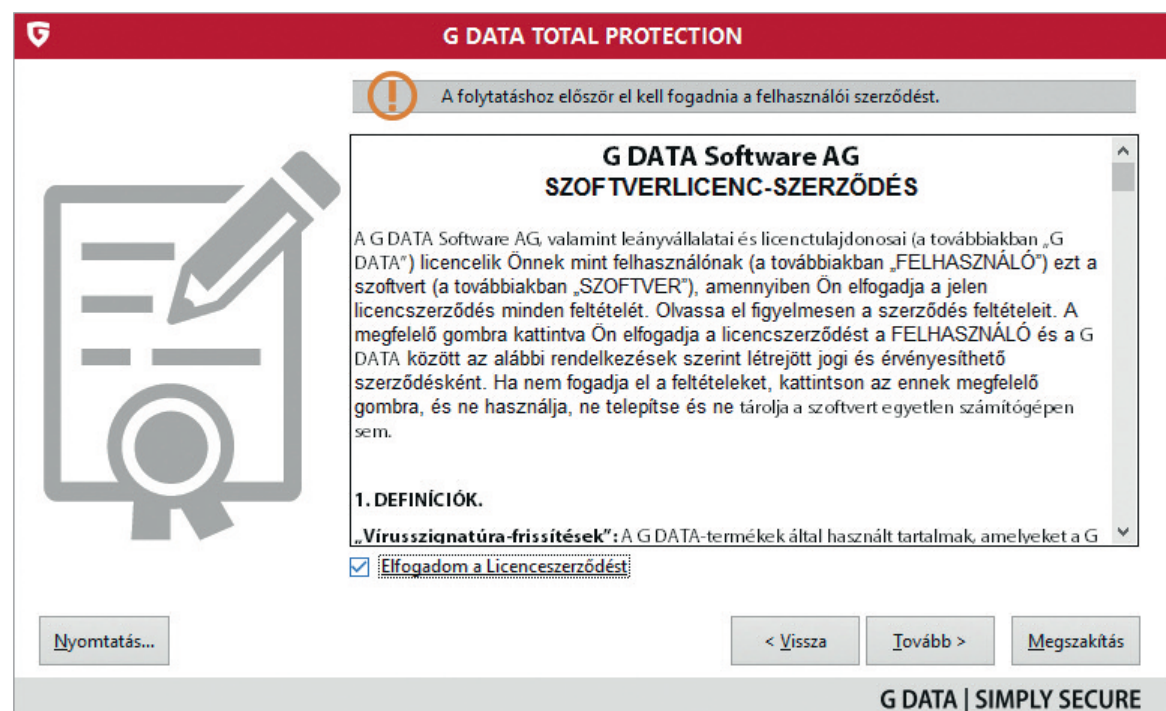 G DATA TOTAL PROTECTION
A folytatáshoz először el kell fogadnia a felhasználói szerződést.
G DATA Software AG
SZOFTVERLICENC-SZERZŐDÉS
A G DATA Software AG, valamint leányvállalatai és licenctulajdonosai (a továbbiakban „G
DATA”) licencelik Önnek mint felhasználónak (a továbbiakban „FELHASZNÁLÓ”) ezt a
szoftvert (a továbbiakban „SZOFTVER”), amennyiben Ön elfogadja a jelen
licencszerződés minden feltételét. Olvassa el figyelmesen a szerződés feltételeit. A
megfelelő gombra kattintva Ön elfogadja a licencszerződést a FELHASZNÁLÓ és a G
DATA között az alábbi rendelkezések szerint létrejött jogi és érvényesíthető
szerződésként. Ha nem fogadja el a feltételeket, kattintson az ennek megfelelő
gombra, és ne használja, ne telepítse és ne tárolja a szoftvert egyetlen számítógépen
sem.
1. DEFINÍCIÓK.
„Vírusszignatúra-frissítések”: A G DATA-termékek által használt tartalmak, amelyeket a G
Elfogadom a Licenceszerződést
Nyomtatás...
< Vissza
Tovább >
Megszakítás
G DATA | SIMPLY SECURE